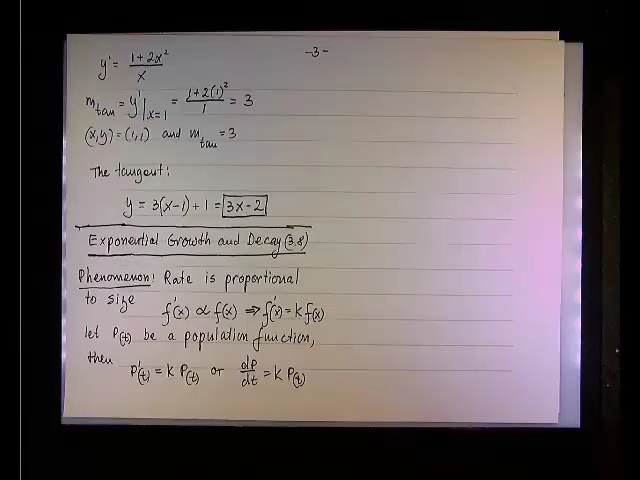 -3-
y' = (1+2x²)/x
m_tan = y'|_{x=1} = (1+2(1)²)/1 = 3
(x,y) = (1,1) and m_tan = 3
The tangent:
y = 3(x-1)+1 = 3x-2
Exponential Growth and Decay (3.8)
Phenomenon: Rate is proportional
to size f'(x) ∝ f(x) ⟹ f'(x) = k f(x)
let P(t) be a population function,
then
P'(t) = k P(t) or dP/dt = k P(t)